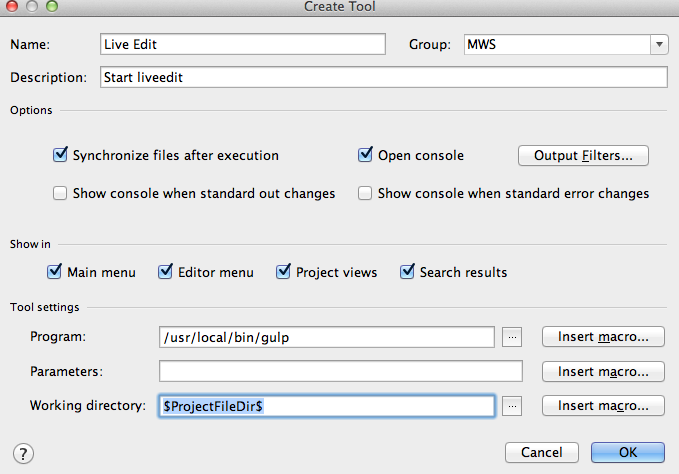 Create Tool
Name: Live Edit Group: MWS
Description: Start liveedit
Options
Synchronize files after execution Open console Output Filters...
Show console when standard out changes Show console when standard error changes
Show in
Main menu Editor menu Project views Search results
Tool settings
Program: /usr/local/bin/gulp ... Insert macro...
Parameters: Insert macro...
Working directory: $ProjectFileDir$ ... Insert macro...
? Cancel OK